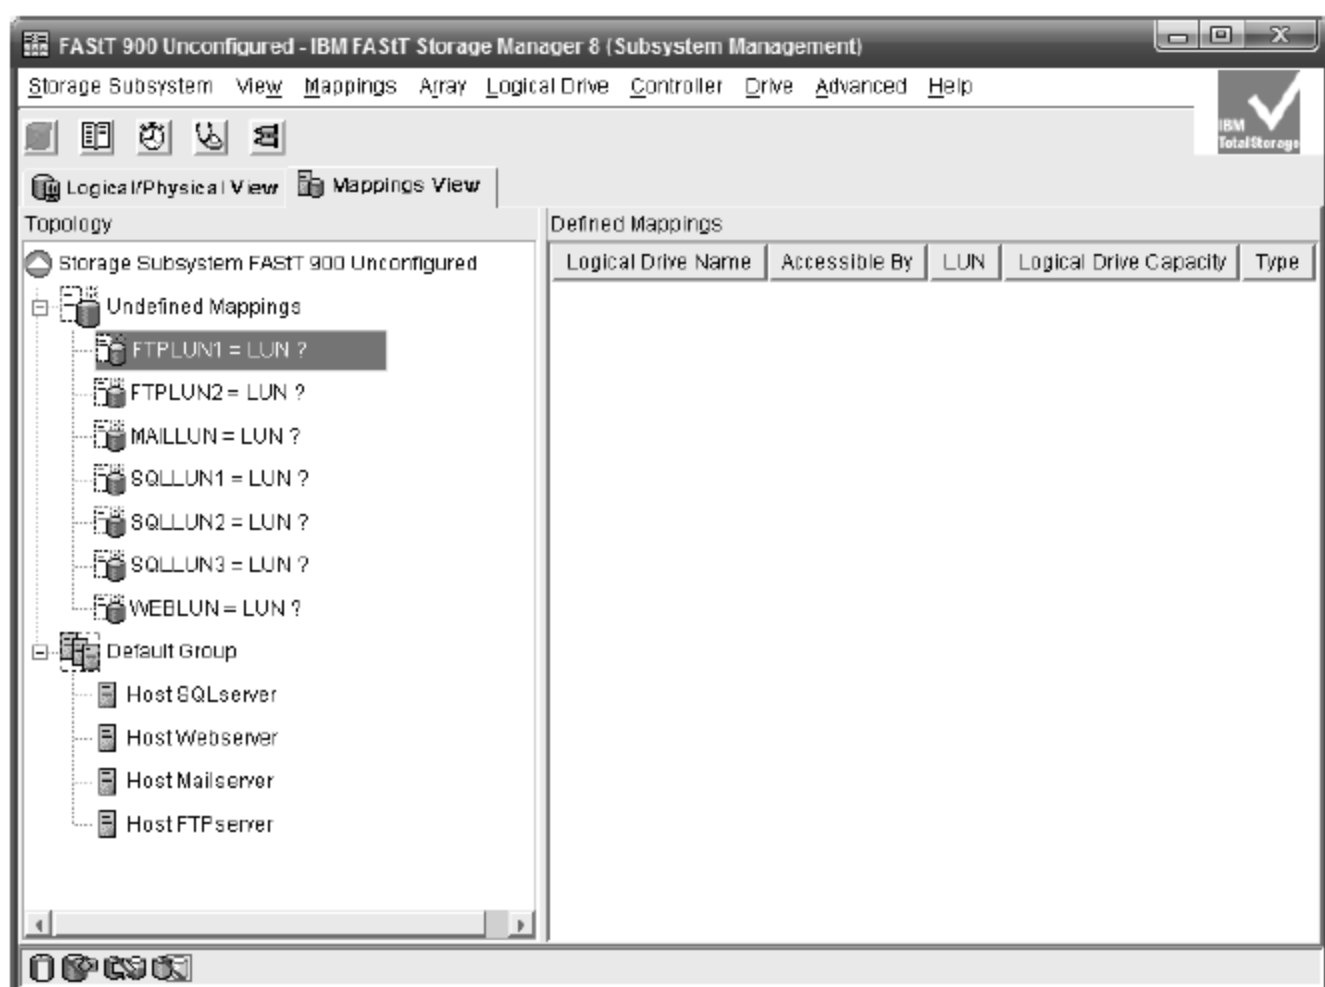 FAStT 900 Unconfigured - IBM FAStT Storage Manager 8 (Subsystem Management)
Storage Subsystem View Mappings Array Logical Drive Controller Drive Advanced Help
IBM
TotalStorage
Logical/Physical View Mappings View
Topology
Storage Subsystem FAStT 900 Unconfigured
Undefined Mappings
FTPLUN1 = LUN ?
FTPLUN2 = LUN ?
MAILLUN = LUN ?
SQLLUN1 = LUN ?
SQLLUN2 = LUN ?
SQLLUN3 = LUN ?
WEBLUN = LUN ?
Default Group
Host SQLserver
Host Webserver
Host Mailserver
Host FTPserver
Defined Mappings
Logical Drive Name Accessible By LUN Logical Drive Capacity Type